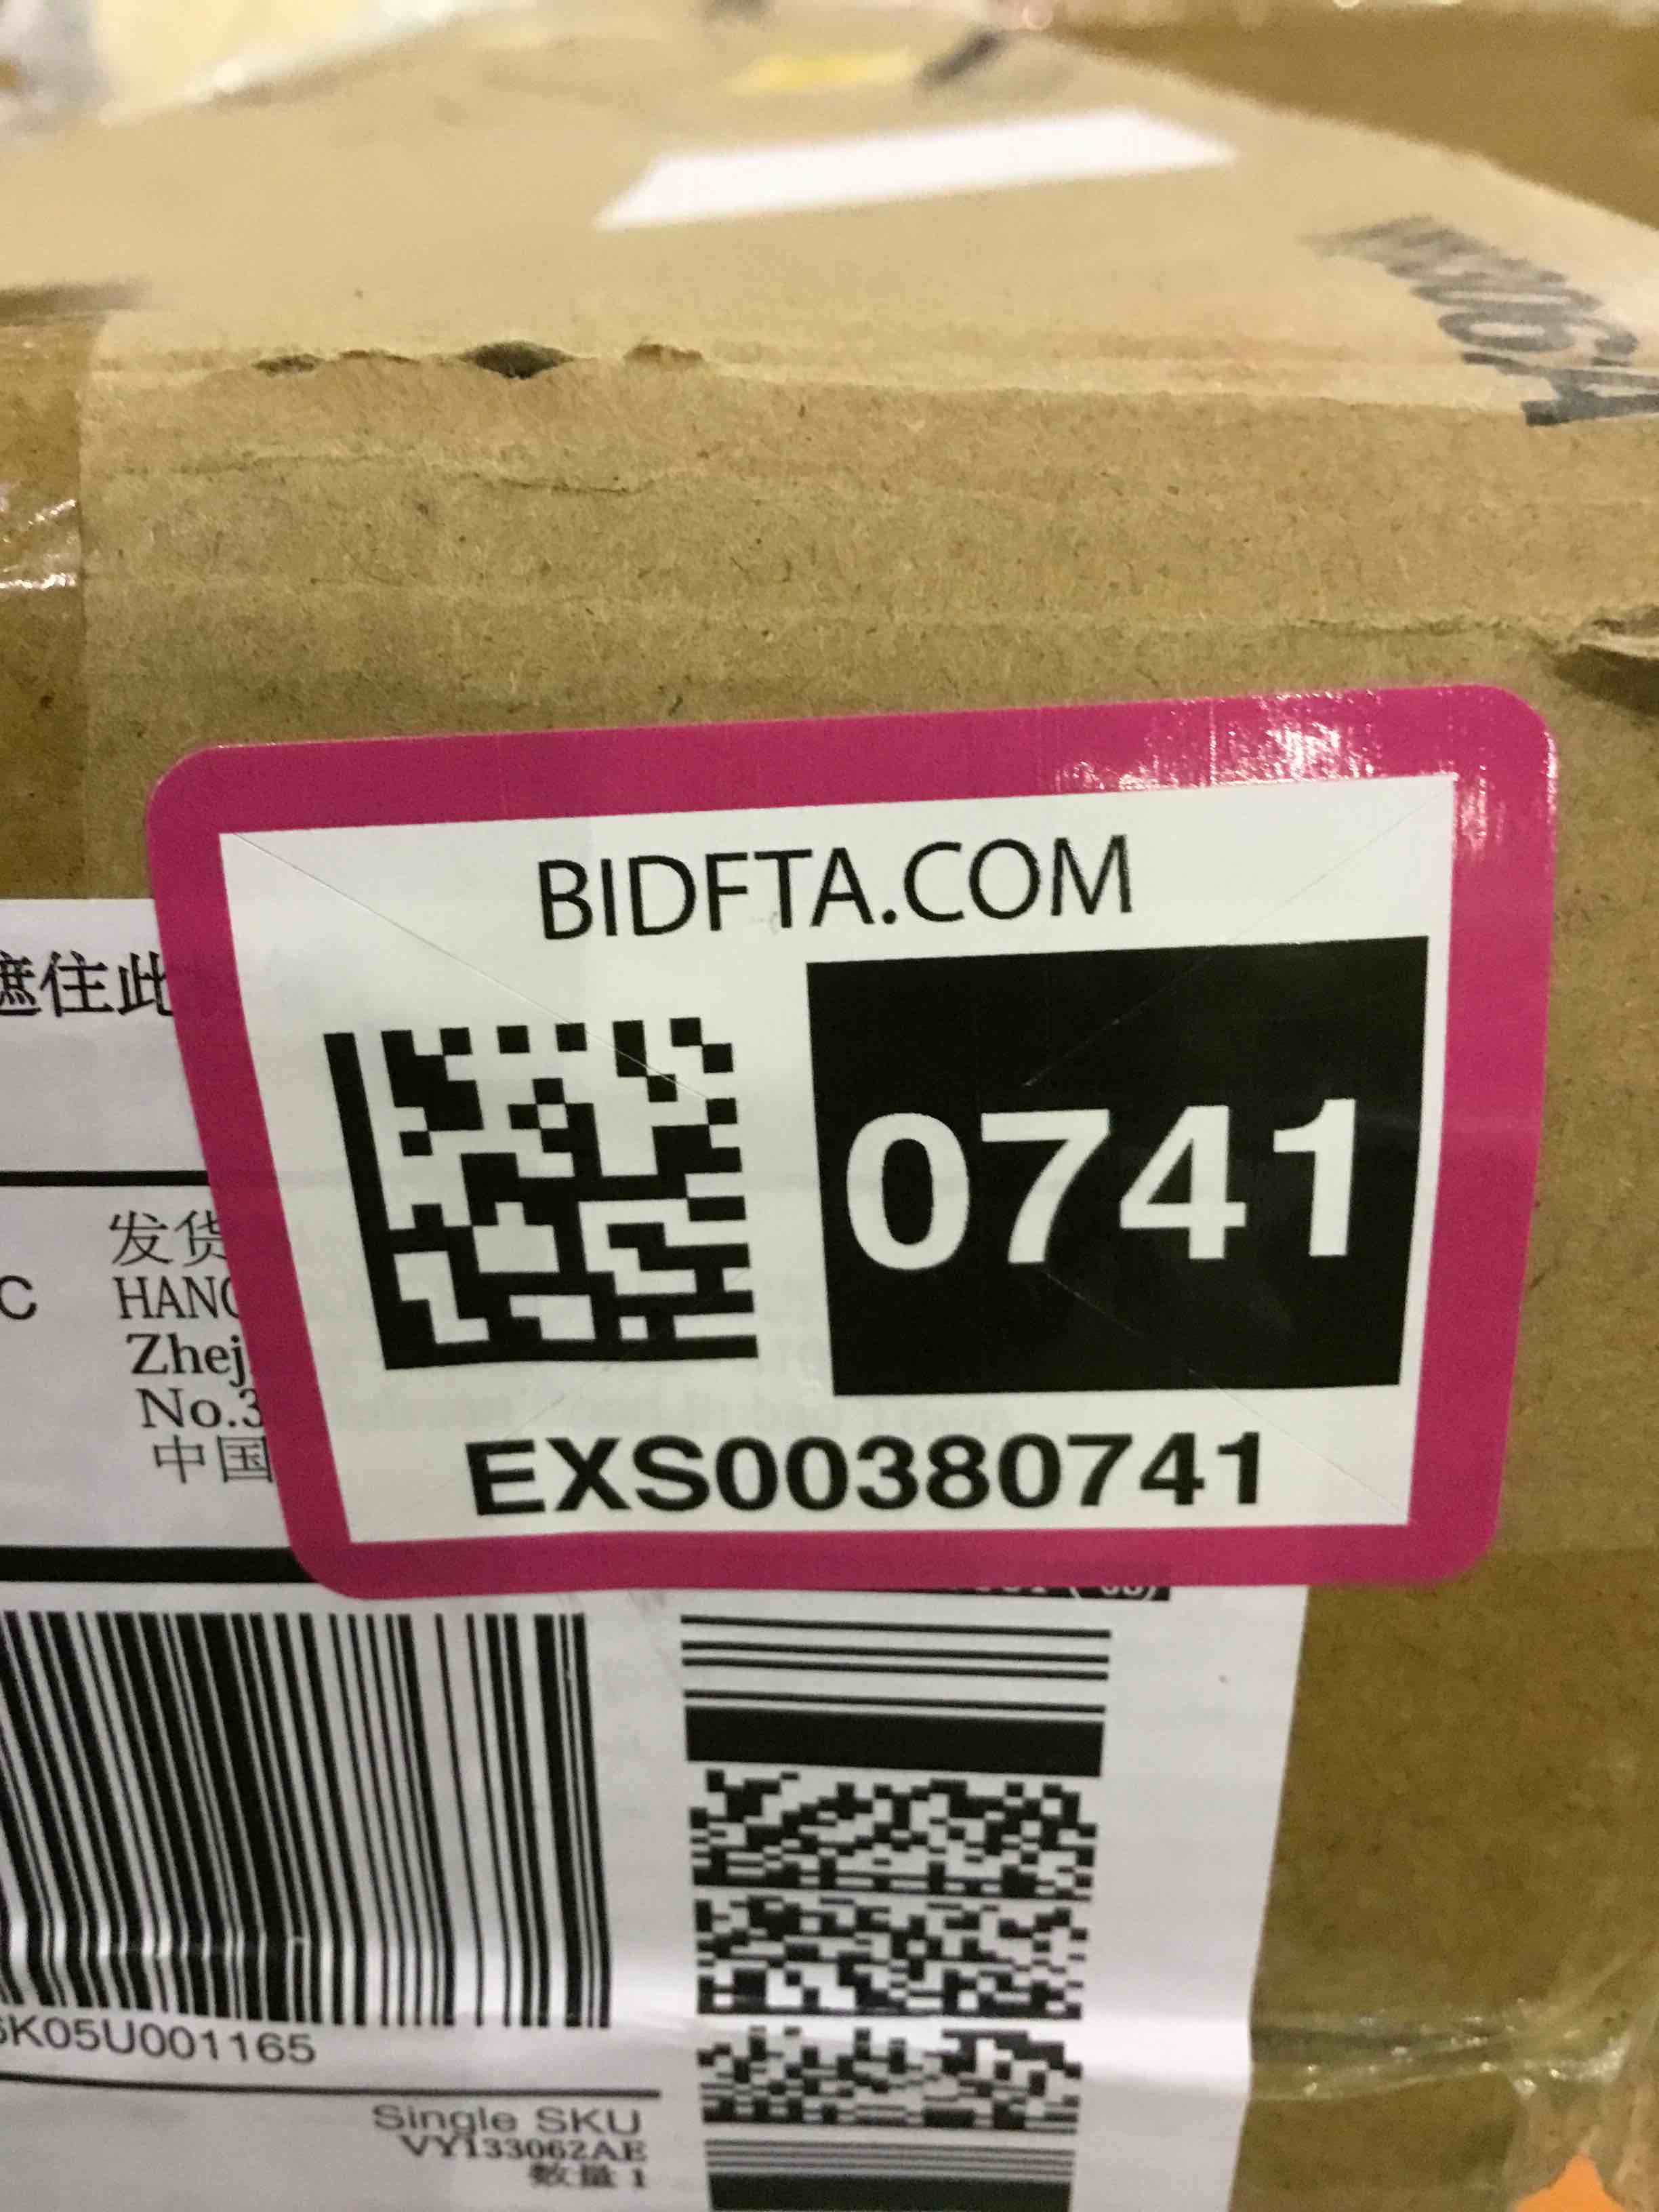 BIDFTA.COM
0741
EXS00380741
遮住此
发货
C
HANG
Zhej
No.3
中国
K05U001165
Single SKU
VY133062AE
数量 1